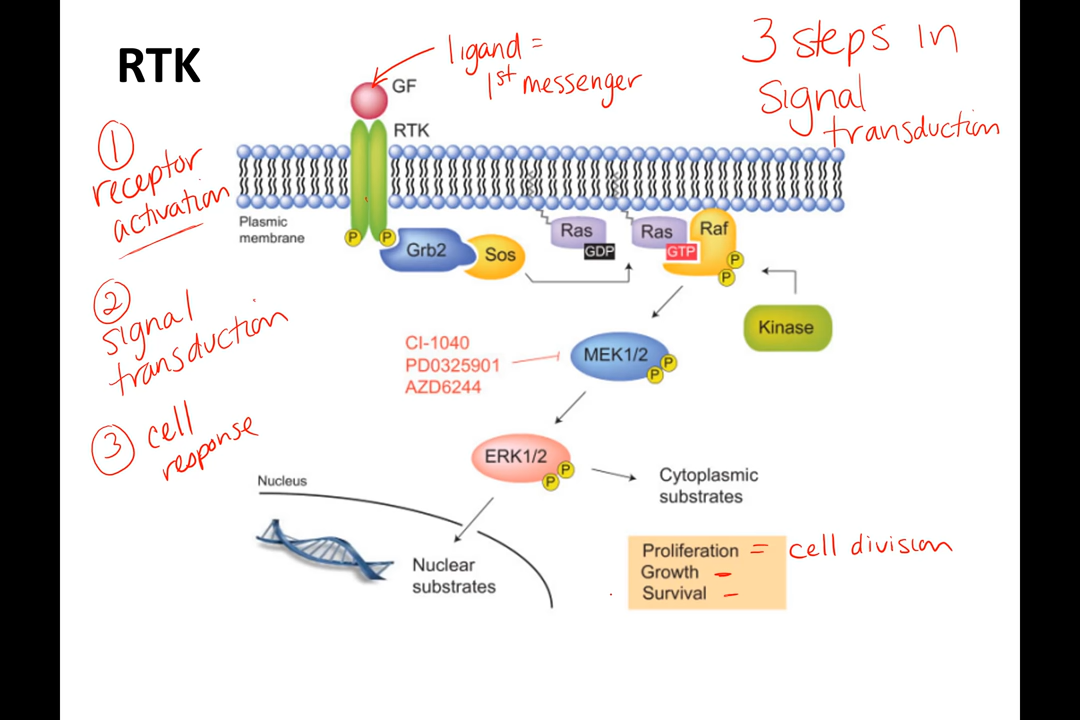 RTK
ligand =
1st messenger
3 steps in
signal
transduction
GF
RTK
1
receptor
activation
Plasmic
membrane
P
P
Grb2
Sos
Ras
GDP
Ras
GTP
Raf
P
P
Kinase
2
signal
transduction
CI-1040
PD0325901
AZD6244
MEK1/2
P
P
3 cell
response
ERK1/2
P
P
Cytoplasmic
substrates
Nucleus
Nuclear
substrates
Proliferation = cell division
Growth -
Survival -